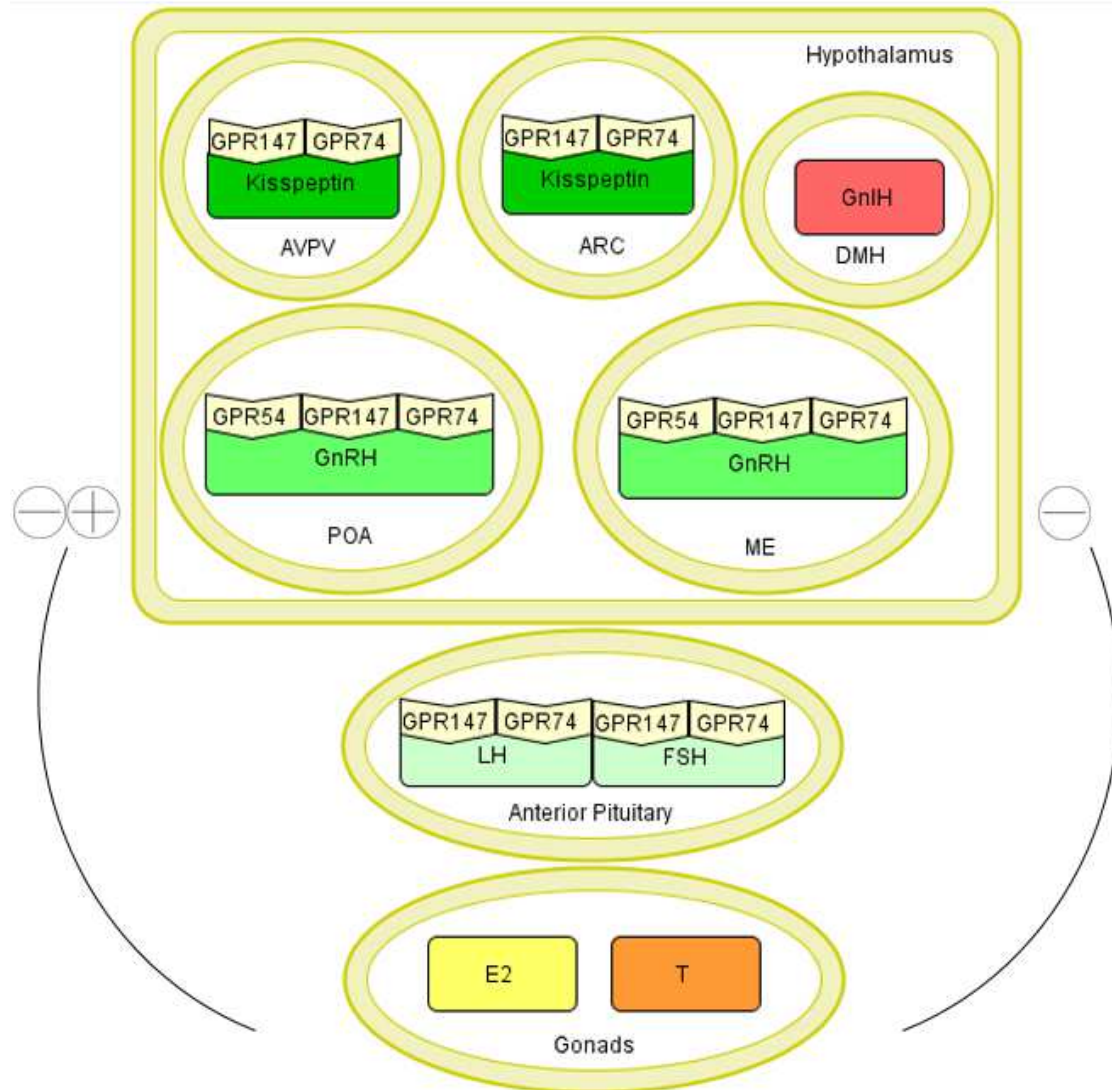 Hypothalamus
GPR147 GPR74
Kisspeptin
AVPV
GPR147 GPR74
Kisspeptin
ARC
GnIH
DMH
GPR54 GPR147 GPR74
GnRH
POA
GPR54 GPR147 GPR74
GnRH
ME
GPR147 GPR74 GPR147 GPR74
LH FSH
Anterior Pituitary
E2 T
Gonads